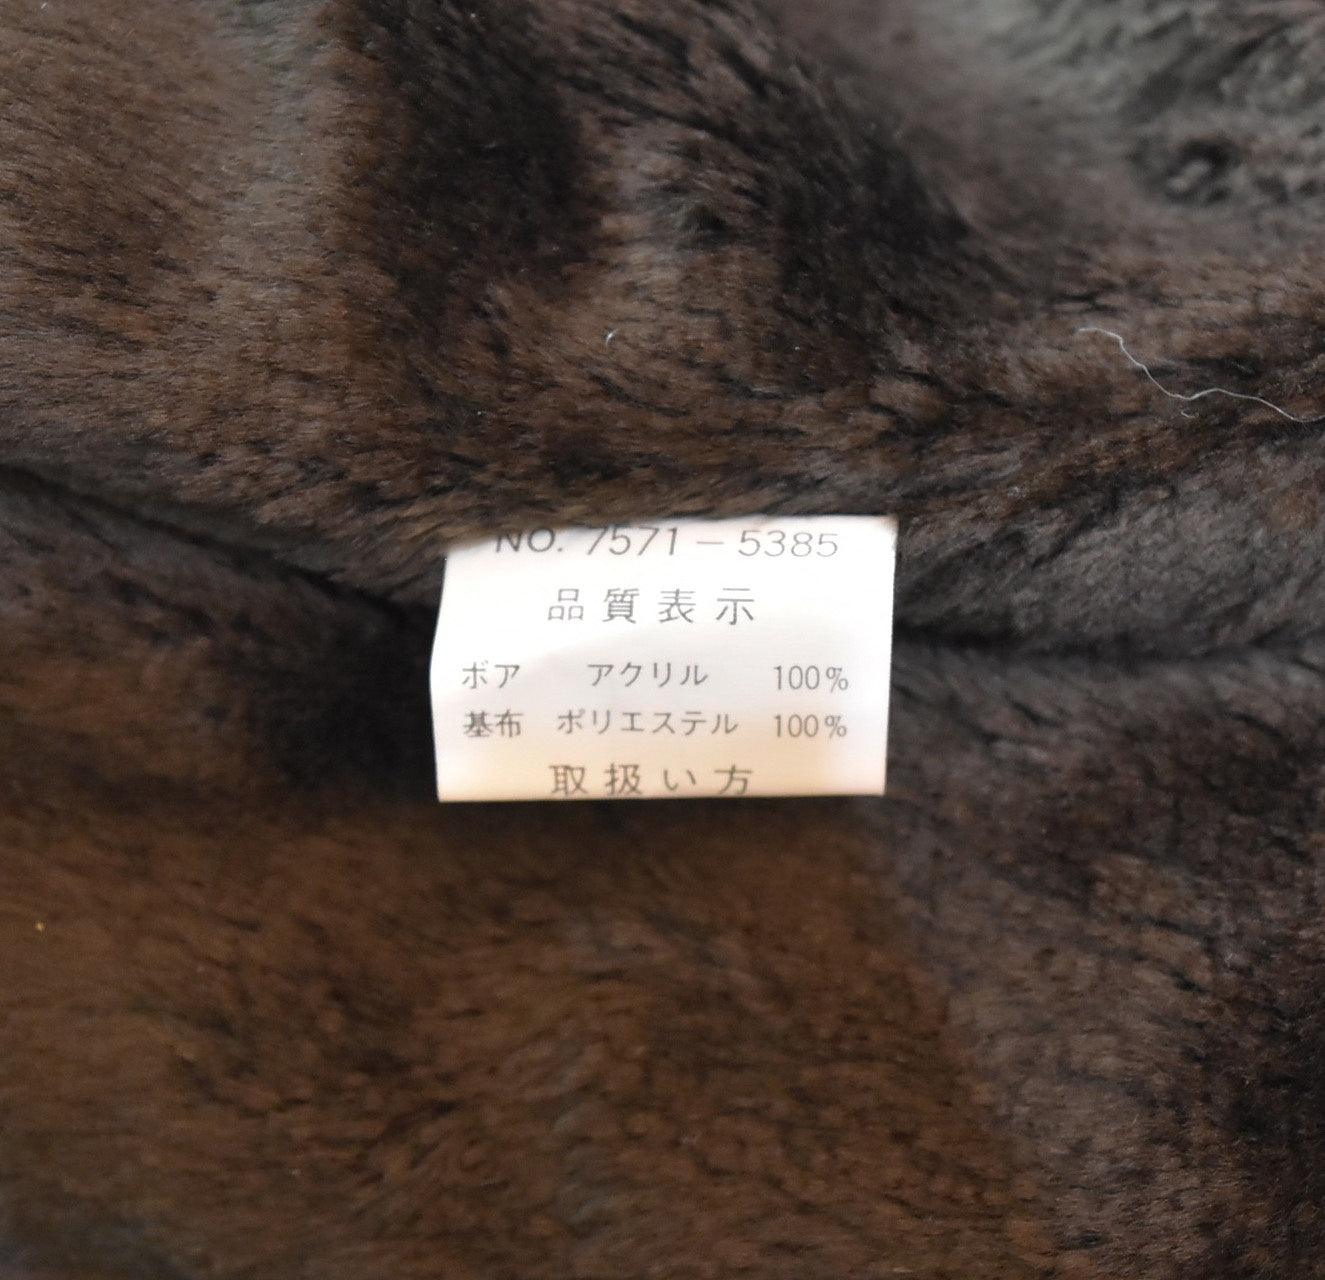 NO. 7571-5385
品質表示
ボア アクリル 100%
基布 ポリエステル 100%
取扱い方